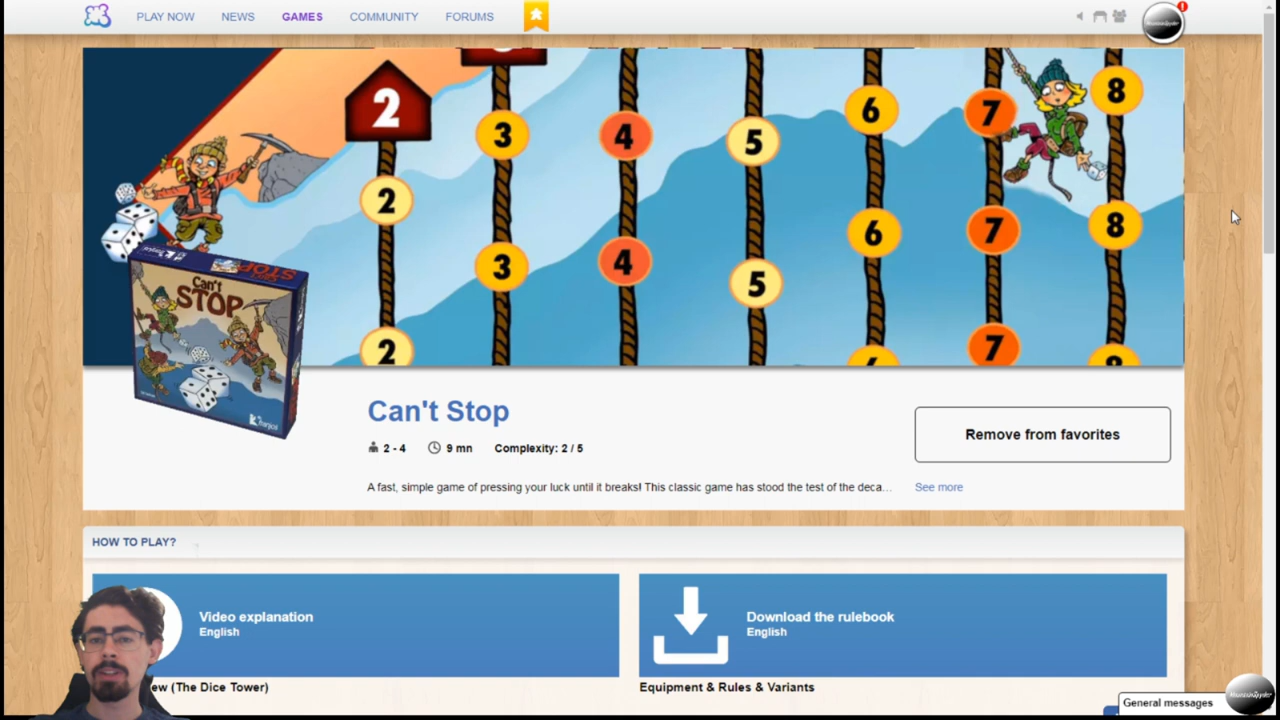 PLAY NOW NEWS GAMES COMMUNITY FORUMS
!
2 3 4 5 6 7 8
2 3 4 5 6 7 8
2 6 7 8
Can't
STOP
STOP
Can't Stop
2 - 4 9 mn Complexity: 2 / 5
Remove from favorites
A fast, simple game of pressing your luck until it breaks! This classic game has stood the test of the deca... See more
HOW TO PLAY?
Video explanation
English
Download the rulebook
English
ew (The Dice Tower)
Equipment & Rules & Variants
General messages